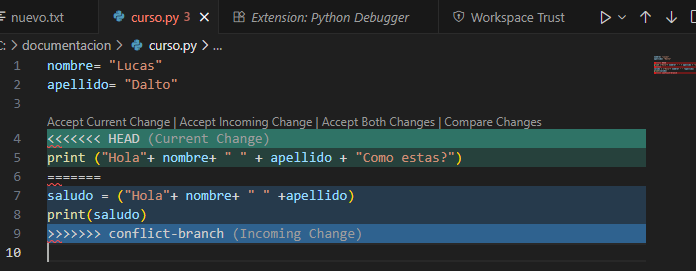 nuevo.txt
curso.py 3
Extension: Python Debugger
Workspace Trust
C: > documentacion > curso.py > ...
1 nombre= "Lucas"
2 apellido= "Dalto"
3
Accept Current Change | Accept Incoming Change | Accept Both Changes | Compare Changes
4 <<<<<<< HEAD (Current Change)
5 print ("Hola"+ nombre+ " " + apellido + "Como estas?")
6 =======
7 saludo = ("Hola"+ nombre+ " " +apellido)
8 print(saludo)
9 >>>>>>> conflict-branch (Incoming Change)
10